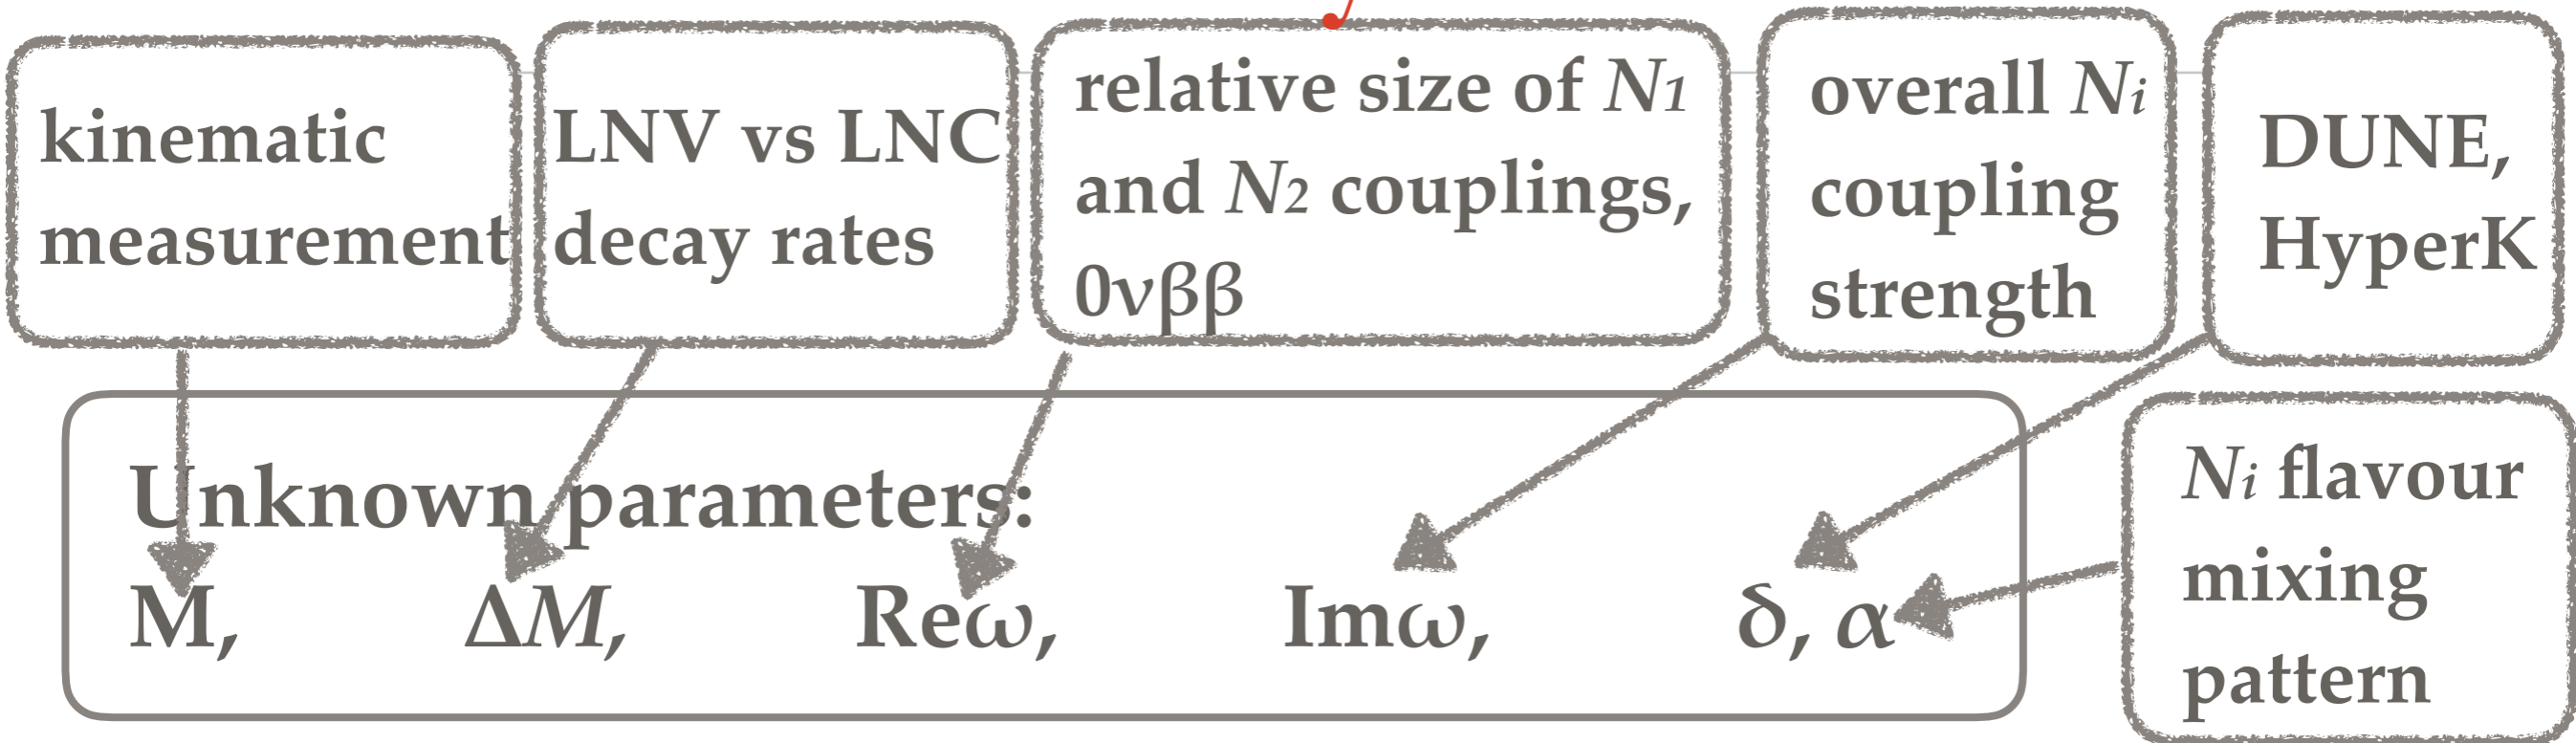 kinematic
measurement
LNV vs LNC
decay rates
relative size of N1
and N2 couplings,
0νββ
overall Ni
coupling
strength
DUNE,
HyperK
Unknown parameters:
M, ΔM, Reω, Imω, δ, α
Ni flavour
mixing
pattern